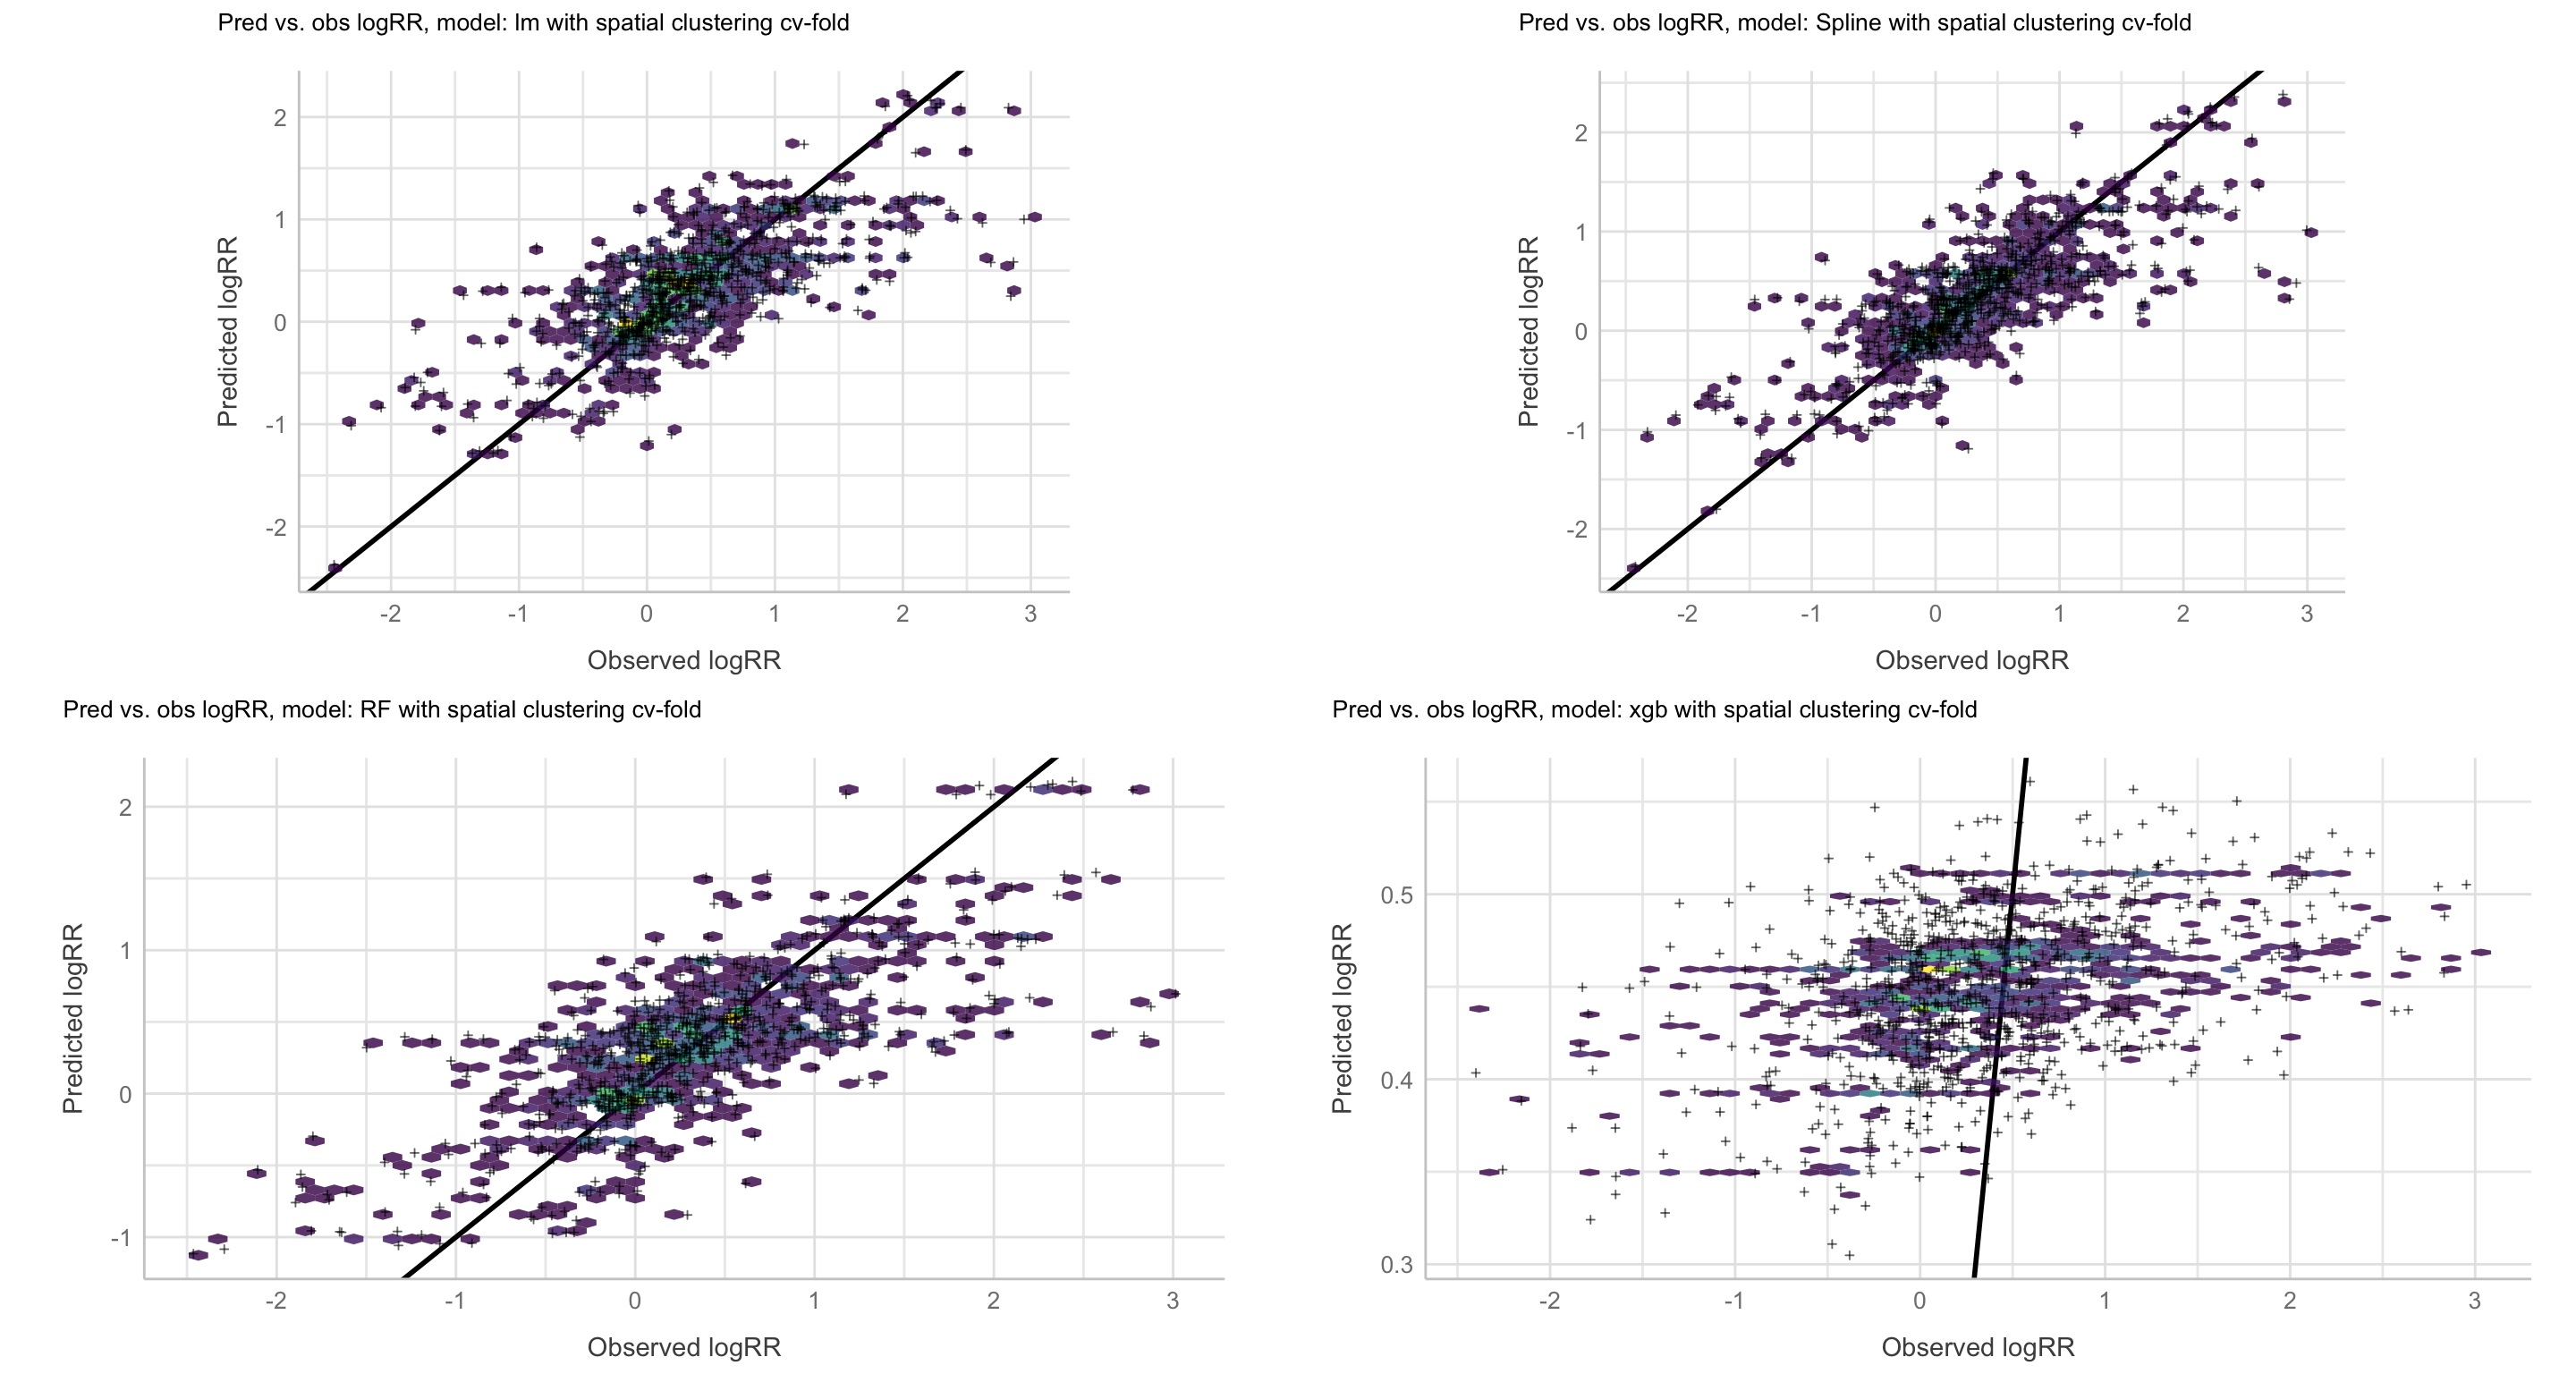 Pred vs. obs logRR, model: lm with spatial clustering cv-fold
2
1
0
-1
-2
Predicted logRR
-2 -1 0 1 2 3
Observed logRR
Pred vs. obs logRR, model: Spline with spatial clustering cv-fold
2
1
0
-1
-2
Predicted logRR
-2 -1 0 1 2 3
Observed logRR
Pred vs. obs logRR, model: RF with spatial clustering cv-fold
2
1
0
-1
Predicted logRR
-2 -1 0 1 2 3
Observed logRR
Pred vs. obs logRR, model: xgb with spatial clustering cv-fold
0.5
0.4
0.3
Predicted logRR
-2 -1 0 1 2 3
Observed logRR